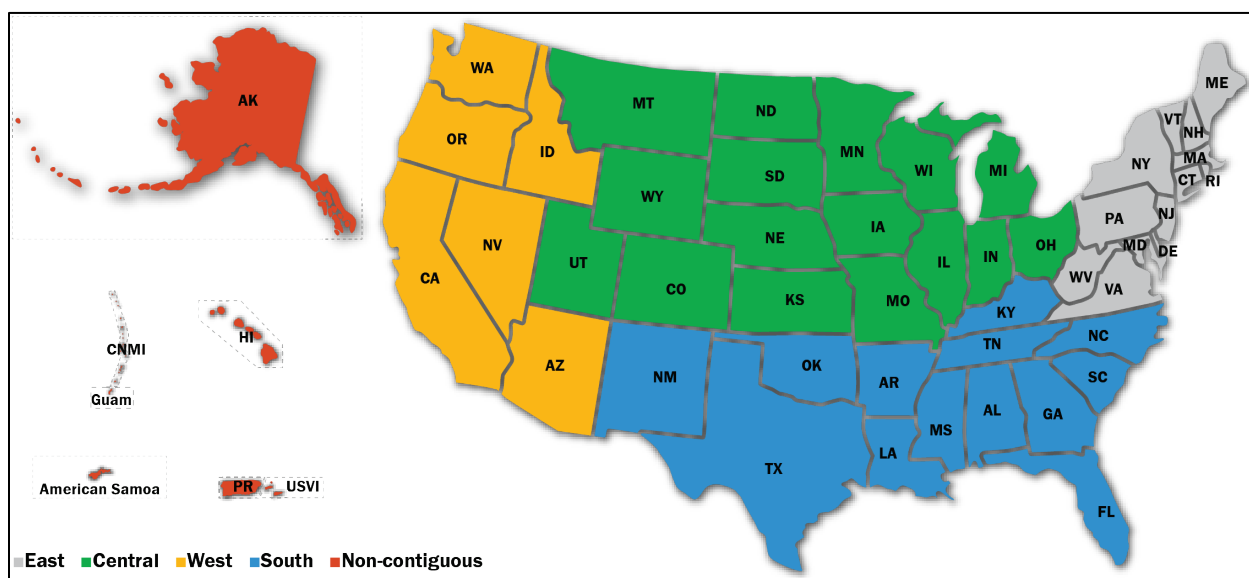 AK
CNMI
HI
Guam
American Samoa
PR
USVI
WA
OR
ID
CA
NV
AZ
MT
ND
MN
WI
MI
SD
WY
NE
IA
UT
CO
KS
MO
IL
IN
OH
NM
OK
TX
AR
LA
MS
AL
GA
FL
SC
NC
TN
KY
WV
VA
MD
DE
PA
NJ
NY
CT
RI
MA
VT
NH
ME
East Central West South Non-contiguous